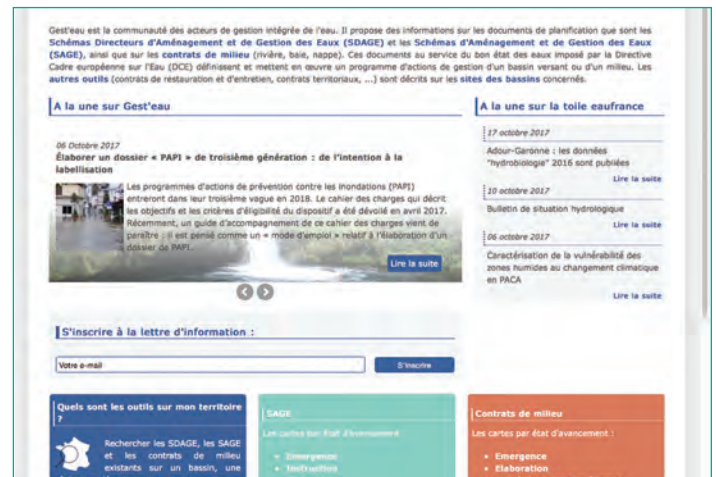 Gest'eau est la communauté des acteurs de gestion intégrée de l'eau. Il propose des informations sur les documents de planification que sont les
Schémas Directeurs d'Aménagement et de Gestion des Eaux (SDAGE) et les Schémas d'Aménagement et de Gestion des Eaux
(SAGE), ainsi que sur les contrats de milieu (rivière, baie, nappe). Ces documents au service du bon état des eaux imposé par la Directive
Cadre européenne sur l'Eau (DCE) définissent et mettent en œuvre un programme d'actions de gestion d'un bassin versant ou d'un milieu. Les
autres outils (contrats de restauration et d'entretien, contrats territoriaux, ...) sont décrits sur les sites des bassins concernés.
A la une sur Gest'eau
06 Octobre 2017
Élaborer un dossier « PAPI » de troisième génération : de l'intention à la
labellisation
Les programmes d'actions de prévention contre les inondations (PAPI)
entreront dans leur troisième vague en 2018. Le cahier des charges qui décrit
les objectifs et les critères d'éligibilité du dispositif a été dévoilé en avril 2017.
Récemment, un guide d'accompagnement de ce cahier des charges vient de
paraître : il est pensé comme un « mode d'emploi » relatif à l'élaboration d'un
dossier de PAPI.
Lire la suite
A la une sur la toile eaufrance
17 octobre 2017
Adour-Garonne : les données
"hydrobiologie" 2016 sont publiées
Lire la suite
10 octobre 2017
Bulletin de situation hydrologique
Lire la suite
06 octobre 2017
Caractérisation de la vulnérabilité des
zones humides au changement climatique
en PACA
Lire la suite
S'inscrire à la lettre d'information :
Votre e-mail
S'inscrire
Quels sont les outils sur mon territoire
?
Rechercher les SDAGE, les SAGE
et les contrats de milieu
existants sur un bassin, une
SAGE
Les cartes par état d'avancement
• Emergence
• Instruction
Contrats de milieu
Les cartes par état d'avancement :
• Emergence
• Elaboration